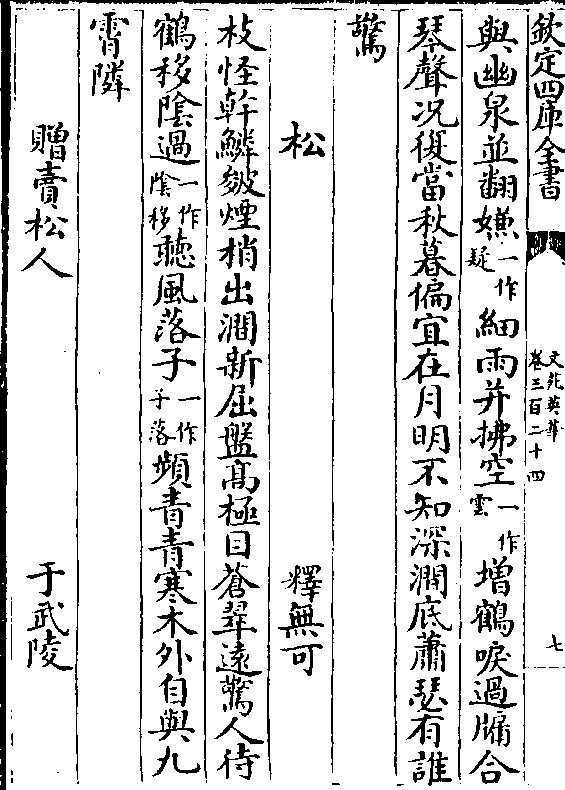 欽定四庫全書
文苑英華
卷三百二十四
七
與幽泉並翻嫌一作疑細雨并拂空一作雲增鶴唳過牖合
琴聲況復當秋暮偏宜在月明不知深澗底蕭瑟有誰
驚
松　釋無可
枝怪幹鱗皴煙梢出澗新屈盤高極目蒼翠遠驚人待
鶴移陰過一作陰移聽風落子一作子落頻青青寒木外自與九
霄隣
贈賣松人　于武陵